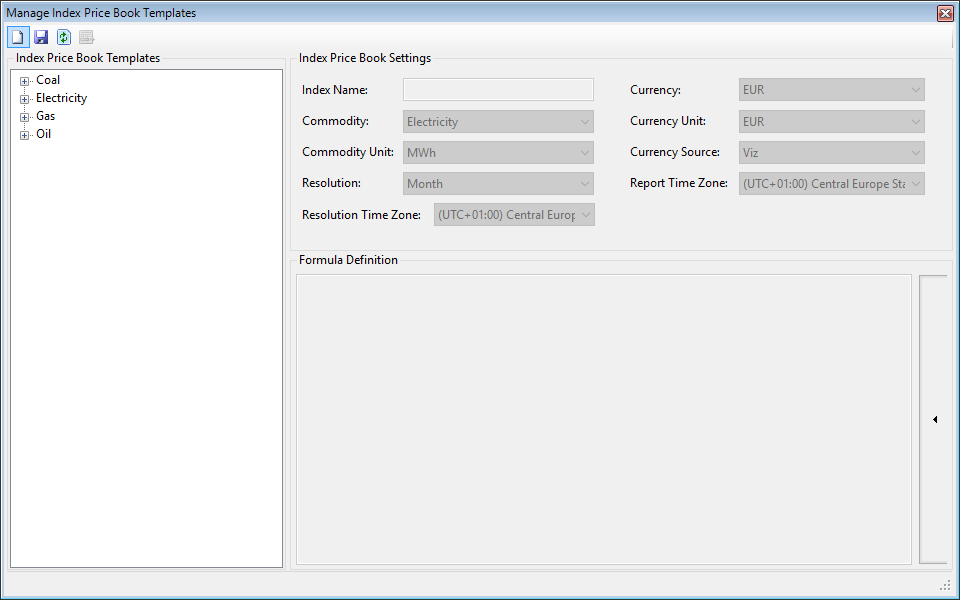 Manage Index Price Book Templates
Index Price Book Templates
Coal
Electricity
Gas
Oil
Index Price Book Settings
Index Name:
Commodity: Electricity
Commodity Unit: MWh
Resolution: Month
Resolution Time Zone: (UTC+01:00) Central Europ
Currency: EUR
Currency Unit: EUR
Currency Source: Viz
Report Time Zone: (UTC+01:00) Central Europe Sta
Formula Definition